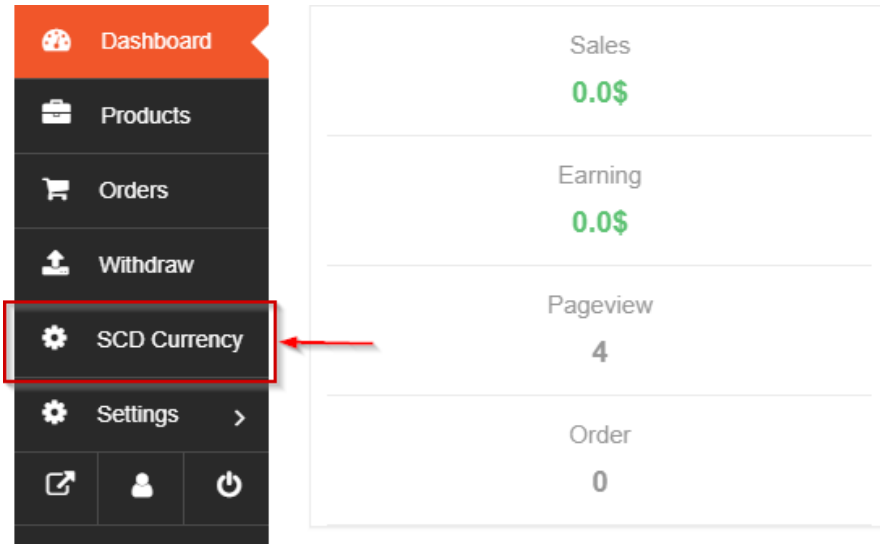 Dashboard
Products
Orders
Withdraw
SCD Currency
Settings
Sales
0.0$
Earning
0.0$
Pageview
4
Order
0